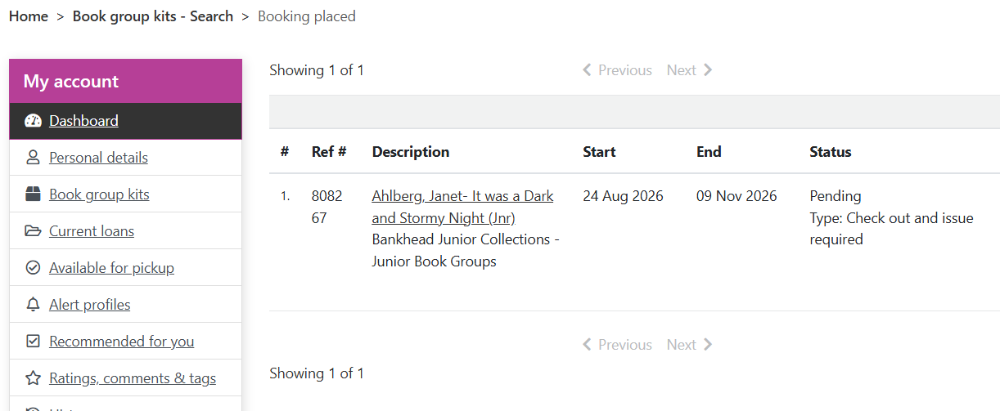 Home > Book group kits - Search > Booking placed
My account
Dashboard
Personal details
Book group kits
Current loans
Available for pickup
Alert profiles
Recommended for you
Ratings, comments & tags
Showing 1 of 1
Previous Next
# Ref # Description Start End Status
1. 8082 Ahlberg, Janet- It was a Dark 24 Aug 2026 09 Nov 2026 Pending
67 and Stormy Night (Jnr) Type: Check out and issue
Bankhead Junior Collections - required
Junior Book Groups
Previous Next
Showing 1 of 1